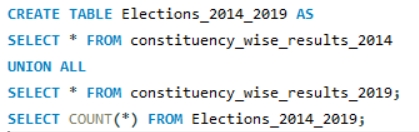 CREATE TABLE Elections_2014_2019 AS
SELECT * FROM constituency_wise_results_2014
UNION ALL
SELECT * FROM constituency_wise_results_2019;
SELECT COUNT(*) FROM Elections_2014_2019;